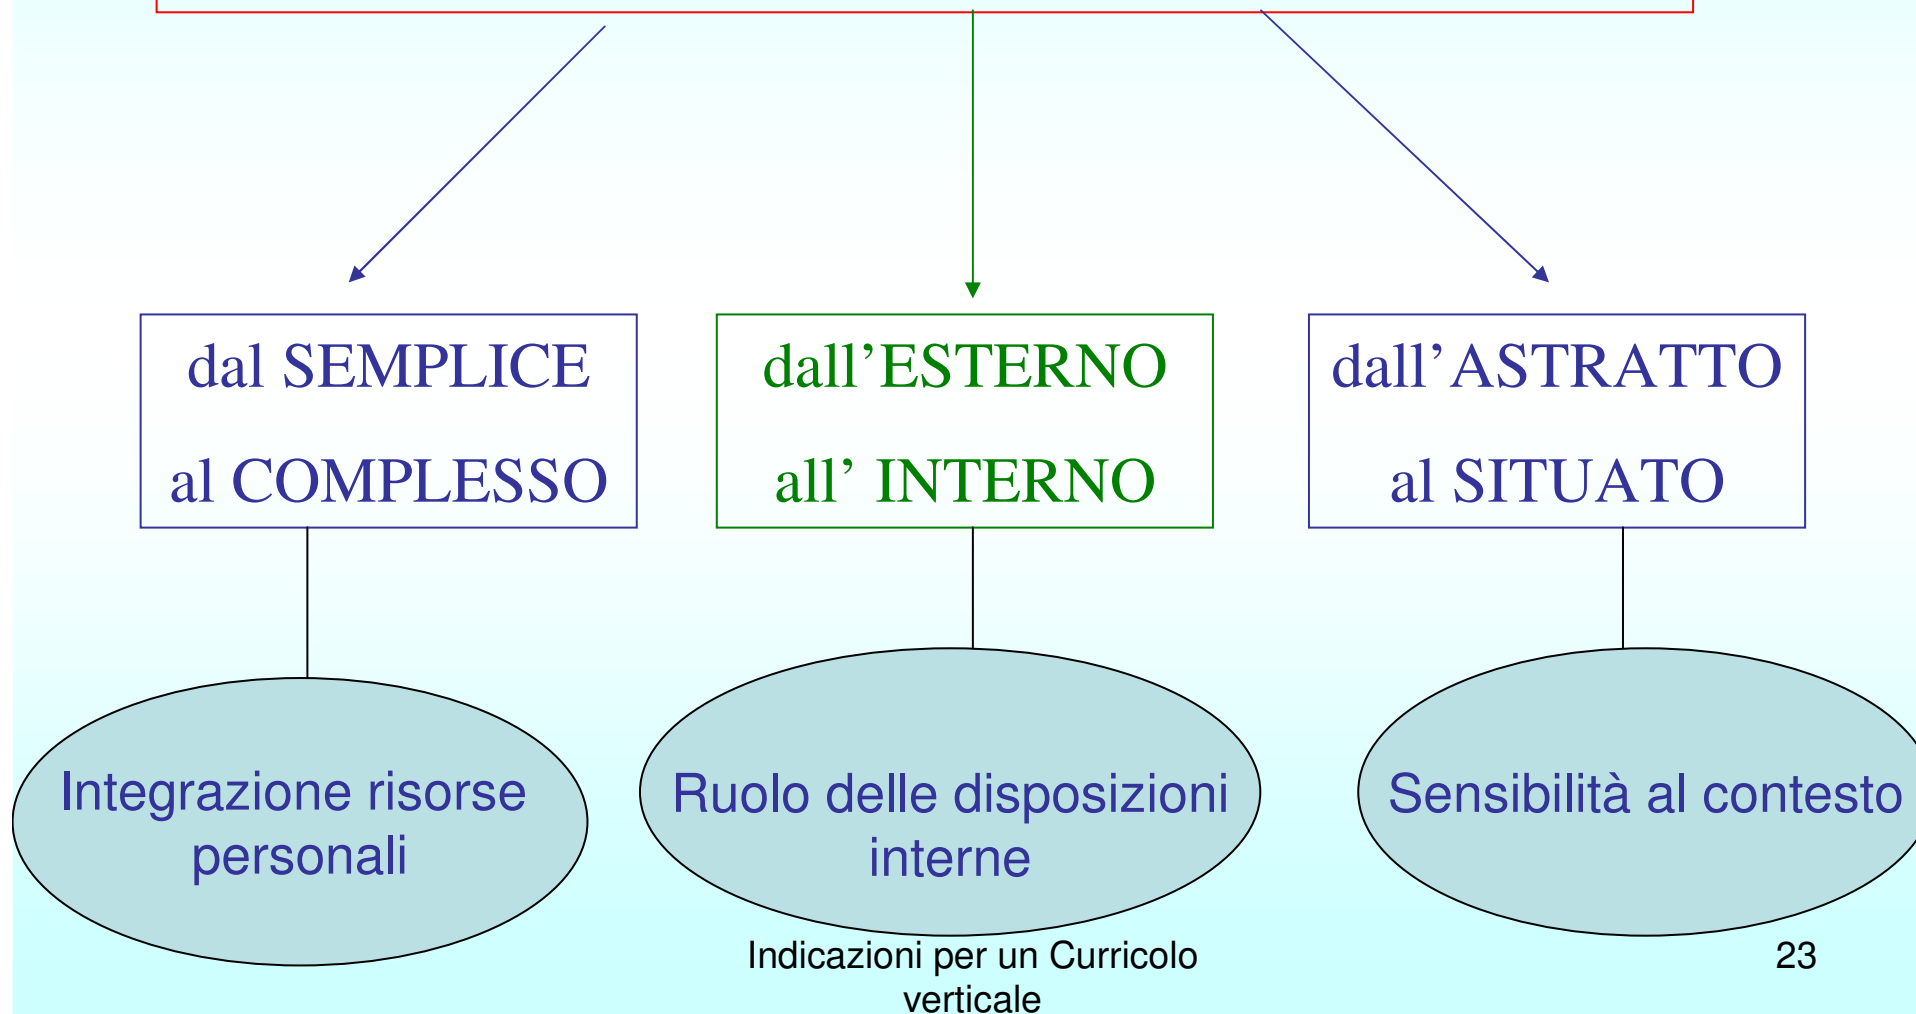 dal SEMPLICE
al COMPLESSO
dall’ESTERNO
all’ INTERNO
dall’ASTRATTO
al SITUATO
Integrazione risorse
personali
Ruolo delle disposizioni
interne
Sensibilità al contesto
Indicazioni per un Curricolo
verticale
23